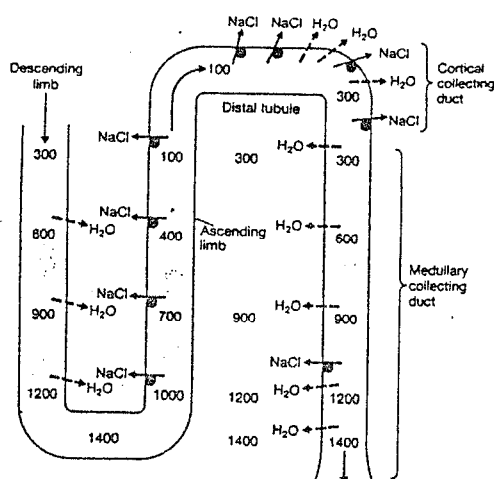 NaCl NaCl H₂O H₂O
NaCl
Descending limb
100
300
H₂O
Cortical collecting duct
Distal tubule
NaCl
NaCl
300
100
300
H₂O
300
NaCl
800
H₂O
400
Ascending limb
H₂O
600
Medullary collecting duct
NaCl
900
H₂O
700
900
H₂O
900
NaCl
NaCl
1200
H₂O
1000
1200
H₂O
1200
1400
1400
H₂O
1400